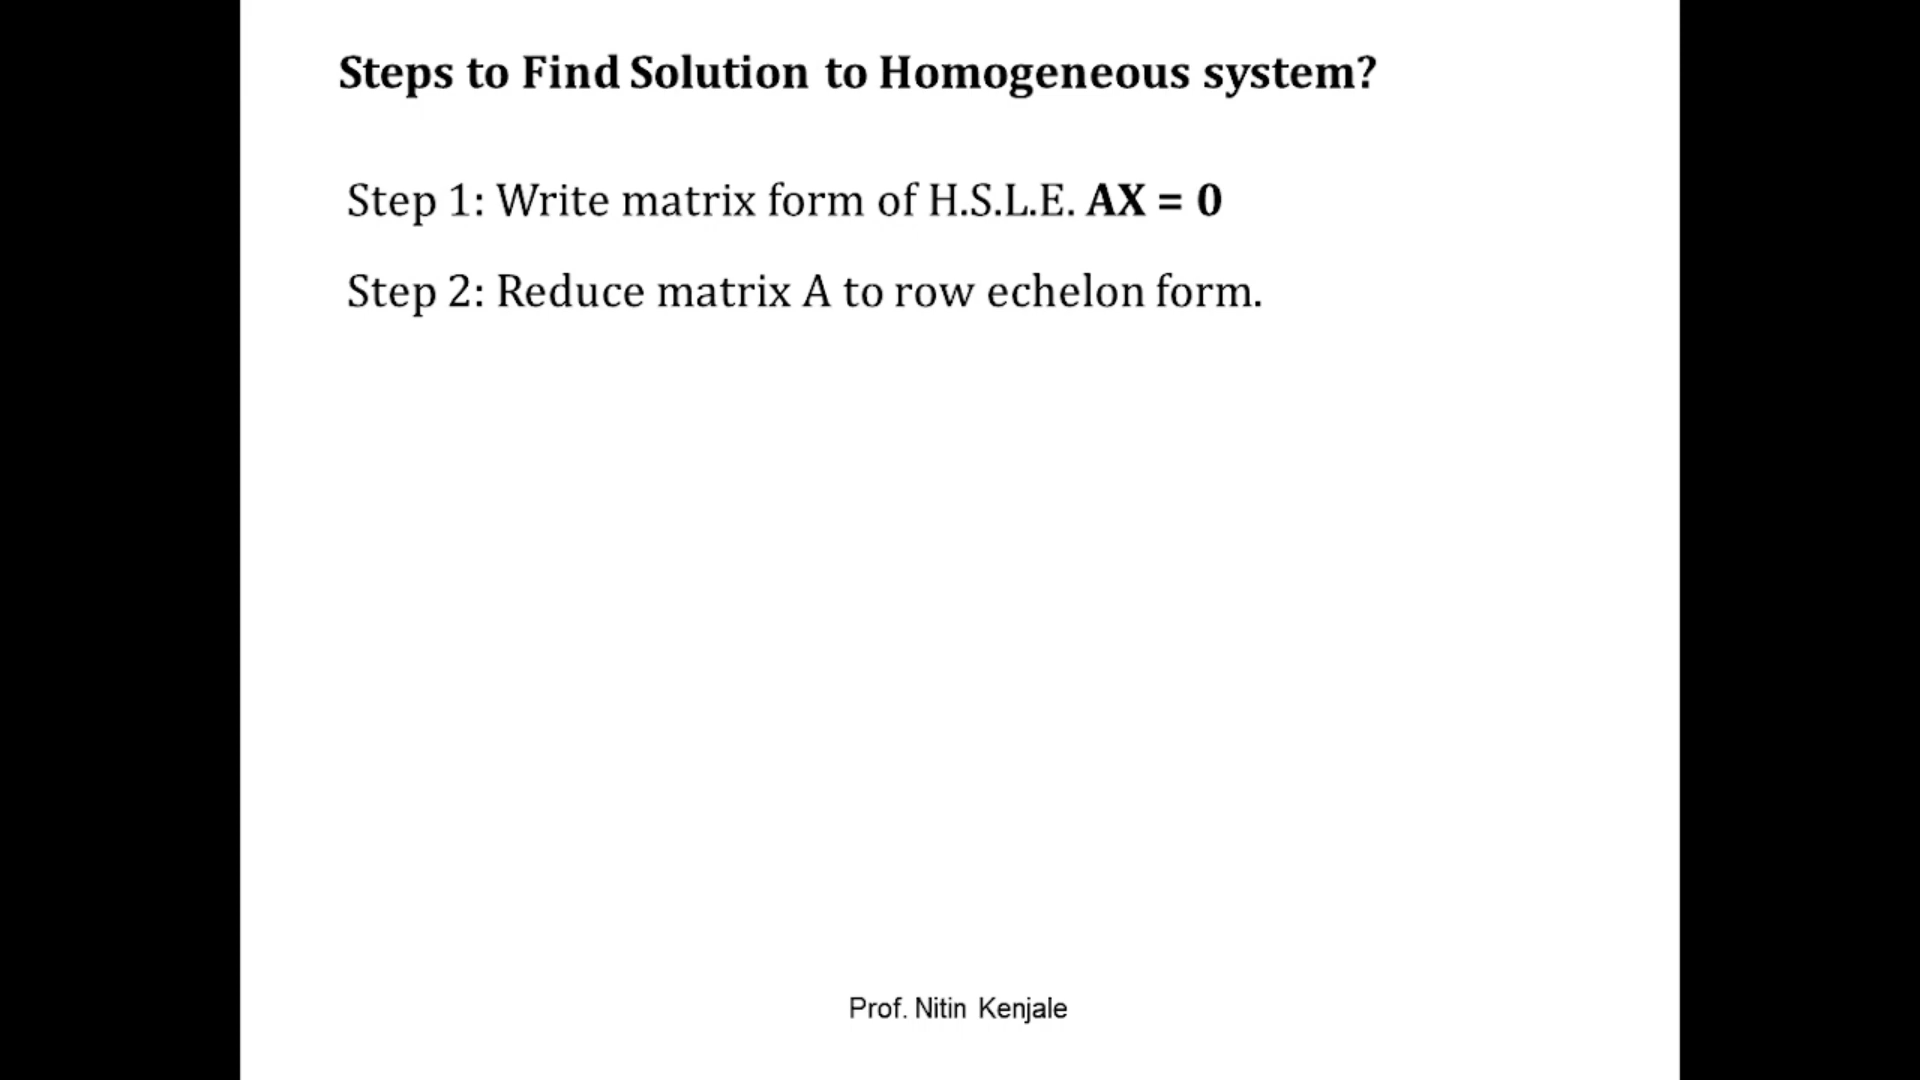 Steps to Find Solution to Homogeneous system?
Step 1: Write matrix form of H.S.L.E. AX = 0
Step 2: Reduce matrix A to row echelon form.
Prof. Nitin Kenjale